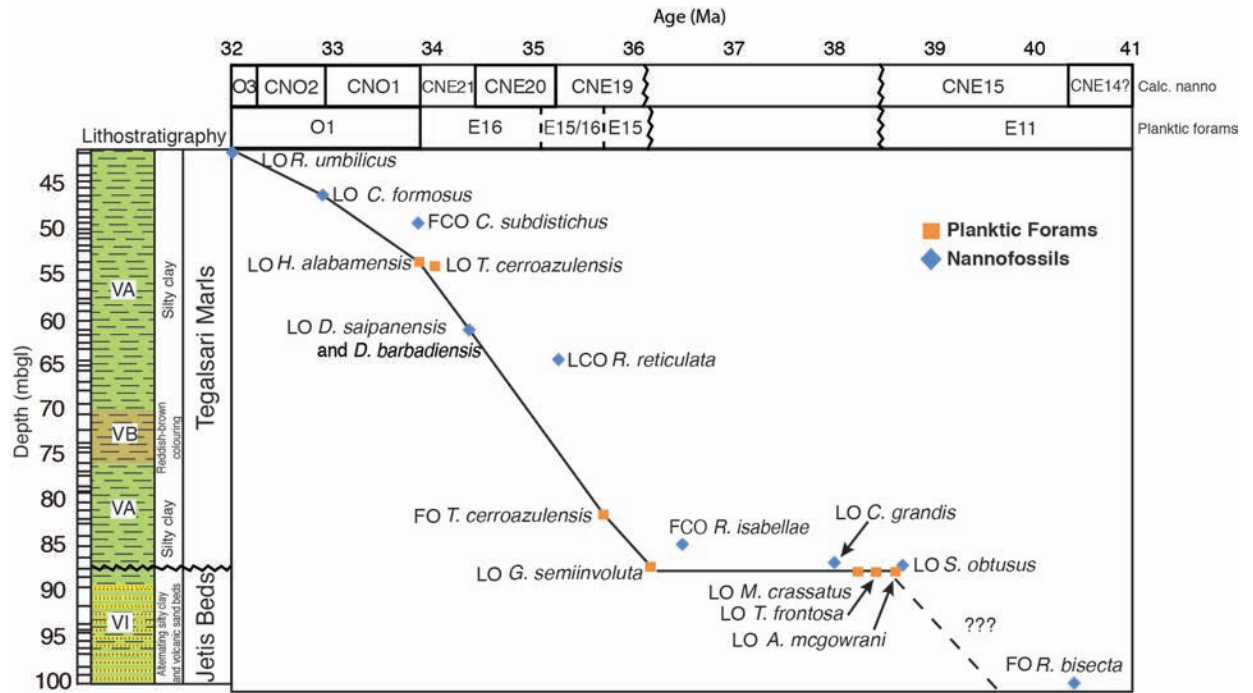 Age (Ma)
32 33 34 35 36 37 38 39 40 41
O3 CNO2 CNO1 CNE21 CNE20 CNE19 CNE15 CNE14? Calc. nanno
Lithostratigraphy O1 E16 E15/16 E15 E11 Planktic forams
LO R. umbilicus
45
LO C. formosus
50
FCO C. subdistichus
Planktic Forams
Nannofossils
LO H. alabamensis LO T. cerroazulensis
55
VA
Silty clay
Tegalsari Marls
60
LO D. saipanensis
and D. barbadiensis
LCO R. reticulata
65
Depth (mbgl)
70
VB
Reddish-brown
colouring
75
80
VA
Silty clay
FO T. cerroazulensis
FCO R. isabellae
LO C. grandis
85
LO G. semiinvoluta
LO S. obtusus
LO M. crassatus
LO T. frontosa
LO A. mcgowrani
90
VI
Alternating silty clay
and volcanic sand beds
Jetis Beds
95
???
FO R. bisecta
100